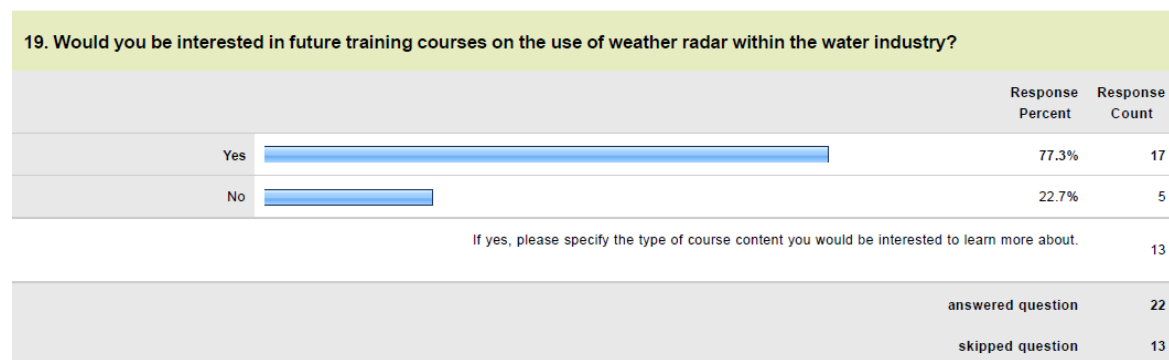 19. Would you be interested in future training courses on the use of weather radar within the water industry?
Response Percent
Response Count
Yes 77.3% 17
No 22.7% 5
If yes, please specify the type of course content you would be interested to learn more about. 13
answered question 22
skipped question 13